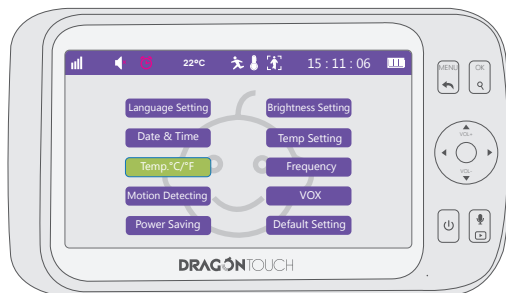 22°C
15 : 11 : 06
MENU
OK
Language Setting
Brightness Setting
Date & Time
Temp Setting
Temp.°C/°F
Frequency
Motion Detecting
VOX
Power Saving
Default Setting
VOL+
VOL-
DRAGONTOUCH